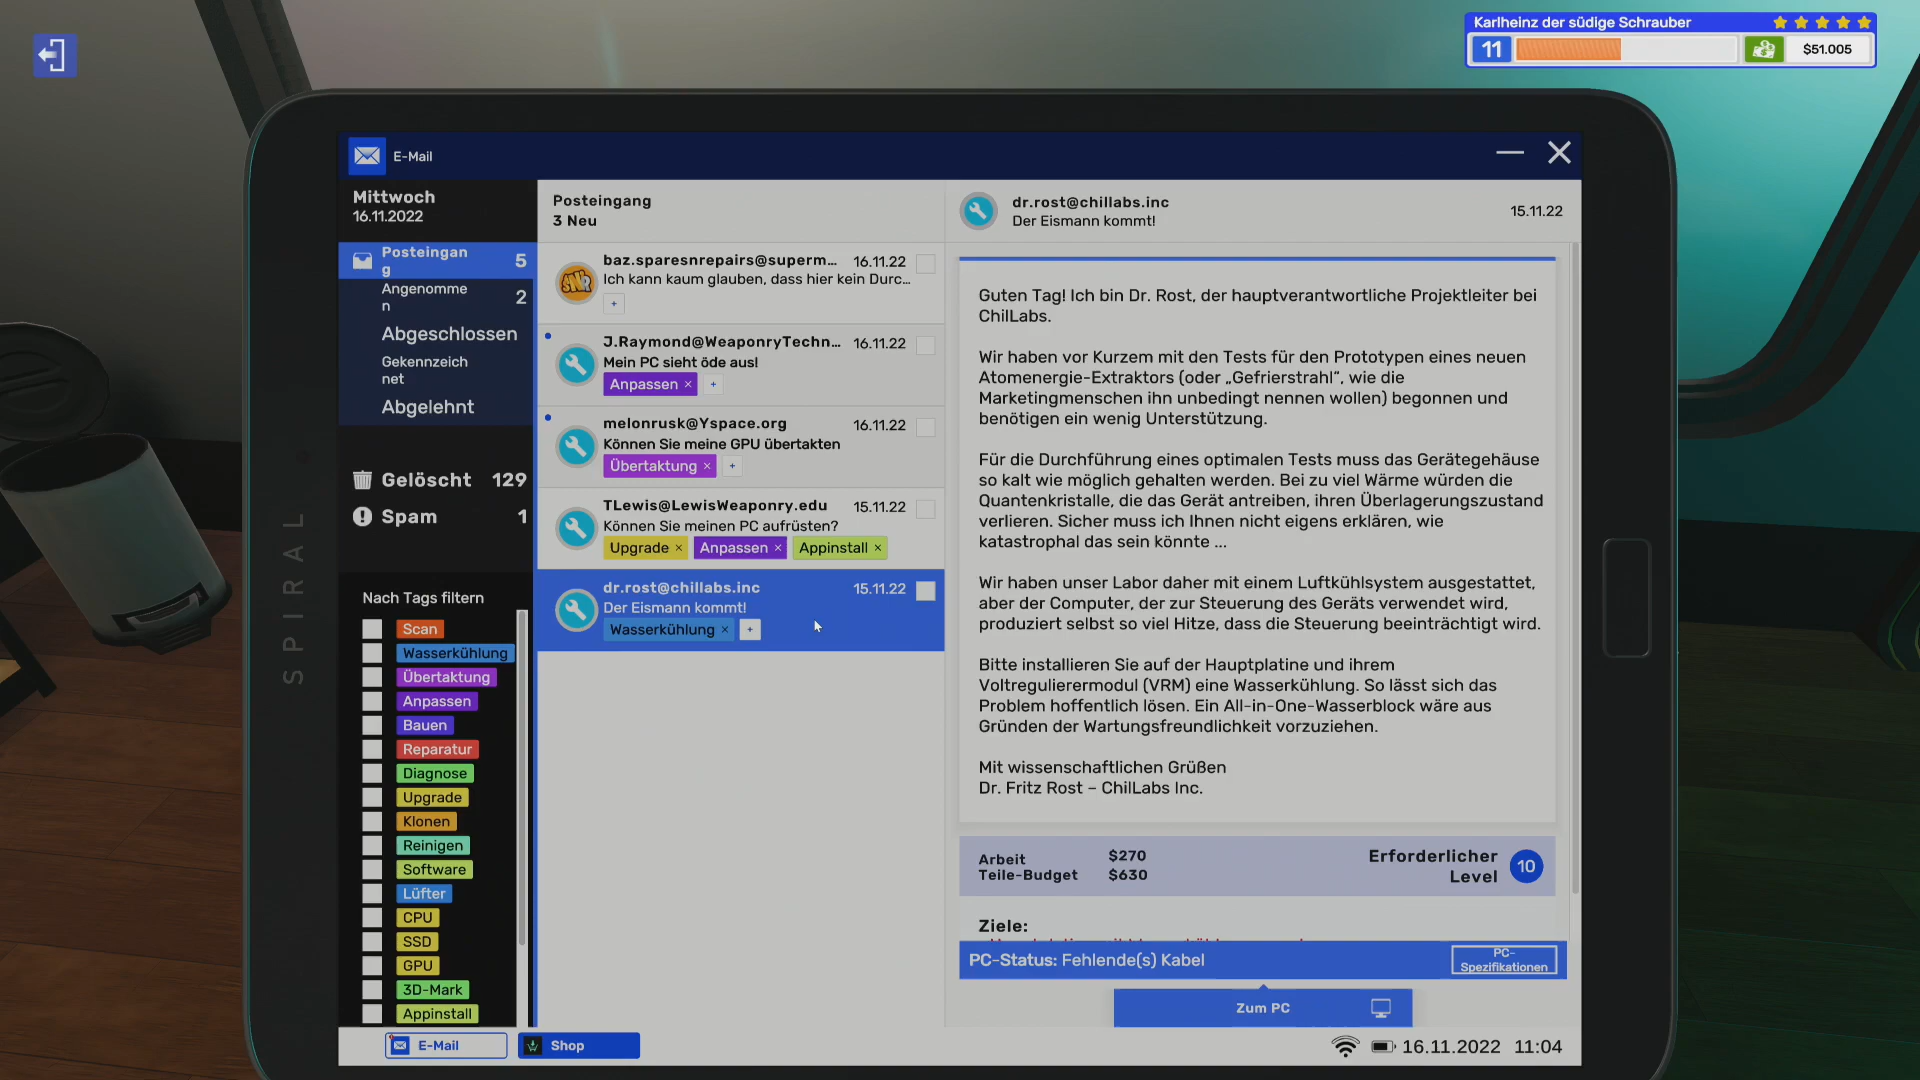 Karlheinz der südige Schrauber
11
$51.005
E-Mail
Mittwoch
16.11.2022
Posteingan
g
5
Angenomme
n
2
Abgeschlossen
Gekennzeich
net
Abgelehnt
Gelöscht 129
Spam 1
Nach Tags filtern
Scan
Wasserkühlung
Übertaktung
Anpassen
Bauen
Reparatur
Diagnose
Upgrade
Klonen
Reinigen
Software
Lüfter
CPU
SSD
GPU
3D-Mark
Appinstall
Posteingang
3 Neu
baz.sparesnrepairs@superm... 16.11.22
Ich kann kaum glauben, dass hier kein Durc...
+
J.Raymond@WeaponryTechn... 16.11.22
Mein PC sieht öde aus!
Anpassen × +
melonrusk@Yspace.org 16.11.22
Können Sie meine GPU übertakten
Übertaktung × +
TLewis@LewisWeaponry.edu 15.11.22
Können Sie meinen PC aufrüsten?
Upgrade × Anpassen × Appinstall ×
dr.rost@chillabs.inc 15.11.22
Der Eismann kommt!
Wasserkühlung × +
dr.rost@chillabs.inc
Der Eismann kommt!
15.11.22
Guten Tag! Ich bin Dr. Rost, der hauptverantwortliche Projektleiter bei
ChilLabs.
Wir haben vor Kurzem mit den Tests für den Prototypen eines neuen
Atomenergie-Extraktors (oder „Gefrierstrahl“, wie die
Marketingmenschen ihn unbedingt nennen wollen) begonnen und
benötigen ein wenig Unterstützung.
Für die Durchführung eines optimalen Tests muss das Gerätegehäuse
so kalt wie möglich gehalten werden. Bei zu viel Wärme würden die
Quantenkristalle, die das Gerät antreiben, ihren Überlagerungszustand
verlieren. Sicher muss ich Ihnen nicht eigens erklären, wie
katastrophal das sein könnte ...
Wir haben unser Labor daher mit einem Luftkühlsystem ausgestattet,
aber der Computer, der zur Steuerung des Geräts verwendet wird,
produziert selbst so viel Hitze, dass die Steuerung beeinträchtigt wird.
Bitte installieren Sie auf der Hauptplatine und ihrem
Voltregulierermodul (VRM) eine Wasserkühlung. So lässt sich das
Problem hoffentlich lösen. Ein All-in-One-Wasserblock wäre aus
Gründen der Wartungsfreundlichkeit vorzuziehen.
Mit wissenschaftlichen Grüßen
Dr. Fritz Rost – ChilLabs Inc.
Arbeit $270
Teile-Budget $630
Erforderlicher
Level
10
Ziele:
PC-Status: Fehlende(s) Kabel
PC-
Spezifikationen
Zum PC
E-Mail
Shop
16.11.2022 11:04
SPIRAL